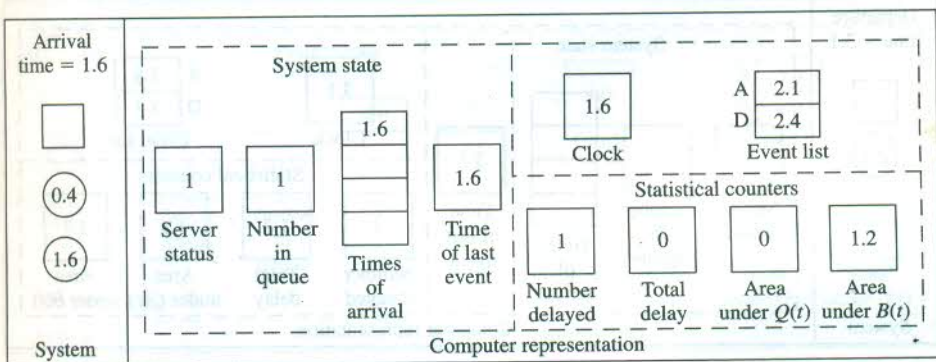 Arrival
time = 1.6
0.4
1.6
System
System state
1
Server
status
1
Number
in
queue
1.6
Times
of
arrival
1.6
Time
of last
event
1.6
Clock
A 2.1
D 2.4
Event list
Statistical counters
1
Number
delayed
0
Total
delay
0
Area
under Q(t)
1.2
Area
under B(t)
Computer representation